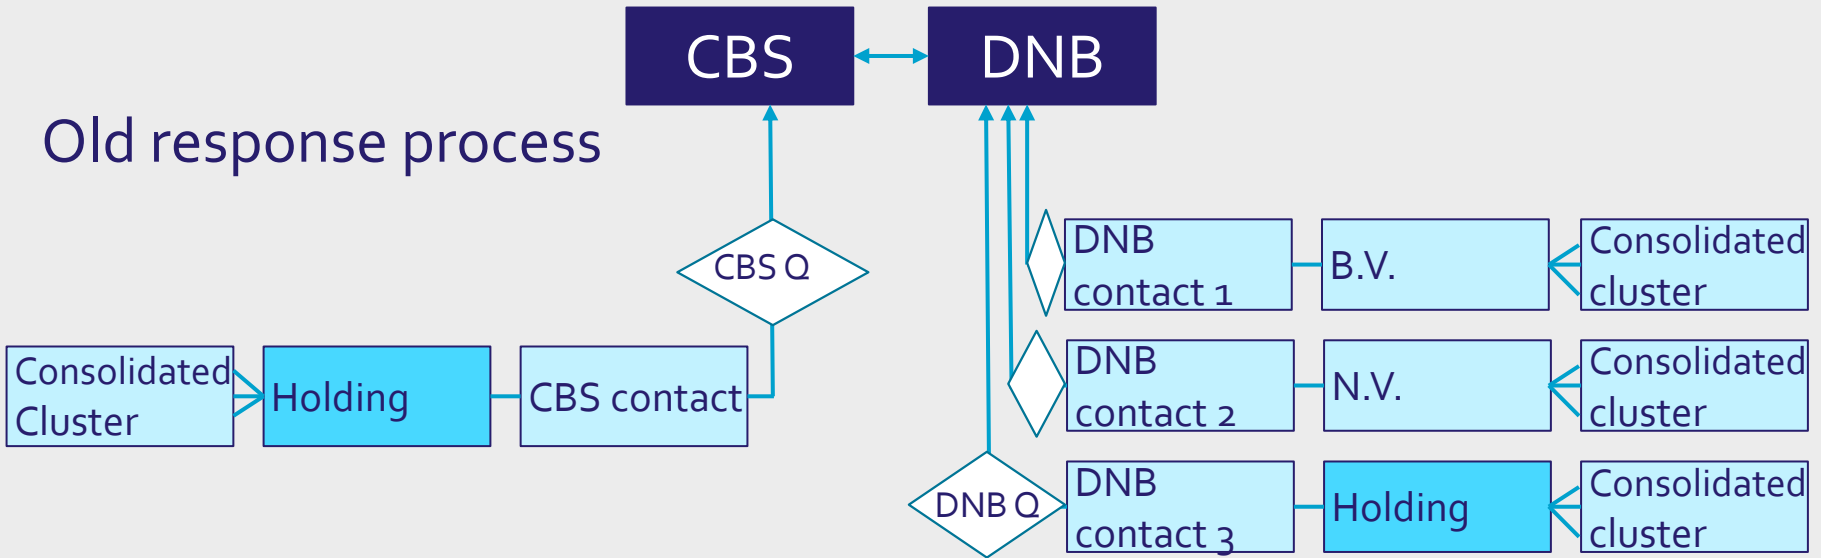 CBS
DNB
Old response process
CBS Q
DNB
contact 1
B.V.
Consolidated
cluster
Consolidated
Cluster
Holding
CBS contact
DNB
contact 2
N.V.
Consolidated
cluster
DNB Q
DNB
contact 3
Holding
Consolidated
cluster